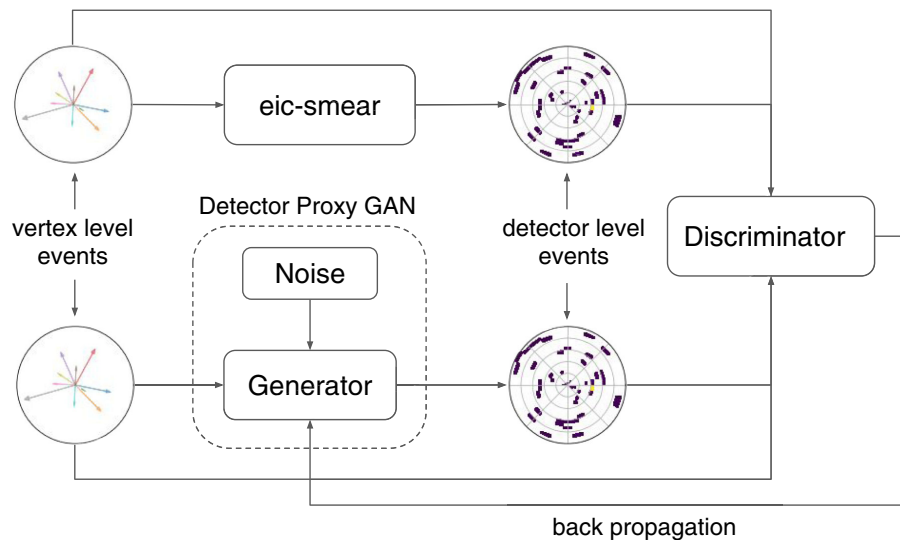 eic-smear
Detector Proxy GAN
vertex level
events
detector level
events
Discriminator
Noise
Generator
back propagation